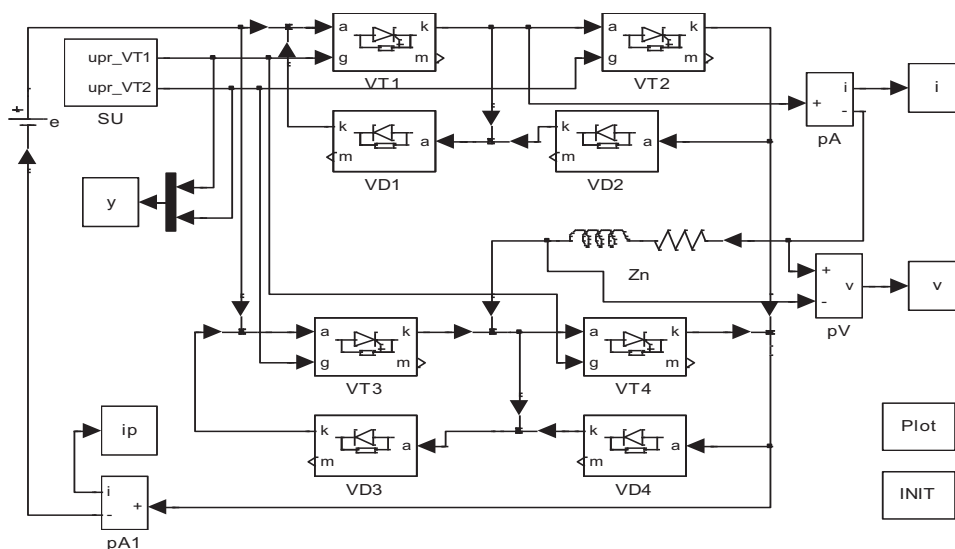 a k
g m
VT1
a k
g m
VT2
upr_VT1
upr_VT2
SU
+
e
+ i
-
pA
i
k
m a
VD1
k
m a
VD2
y
Zn
+ v
-
pV
v
a k
g m
VT3
a k
g m
VT4
k
m a
VD3
k
m a
VD4
ip
i +
-
pA1
Plot
INIT